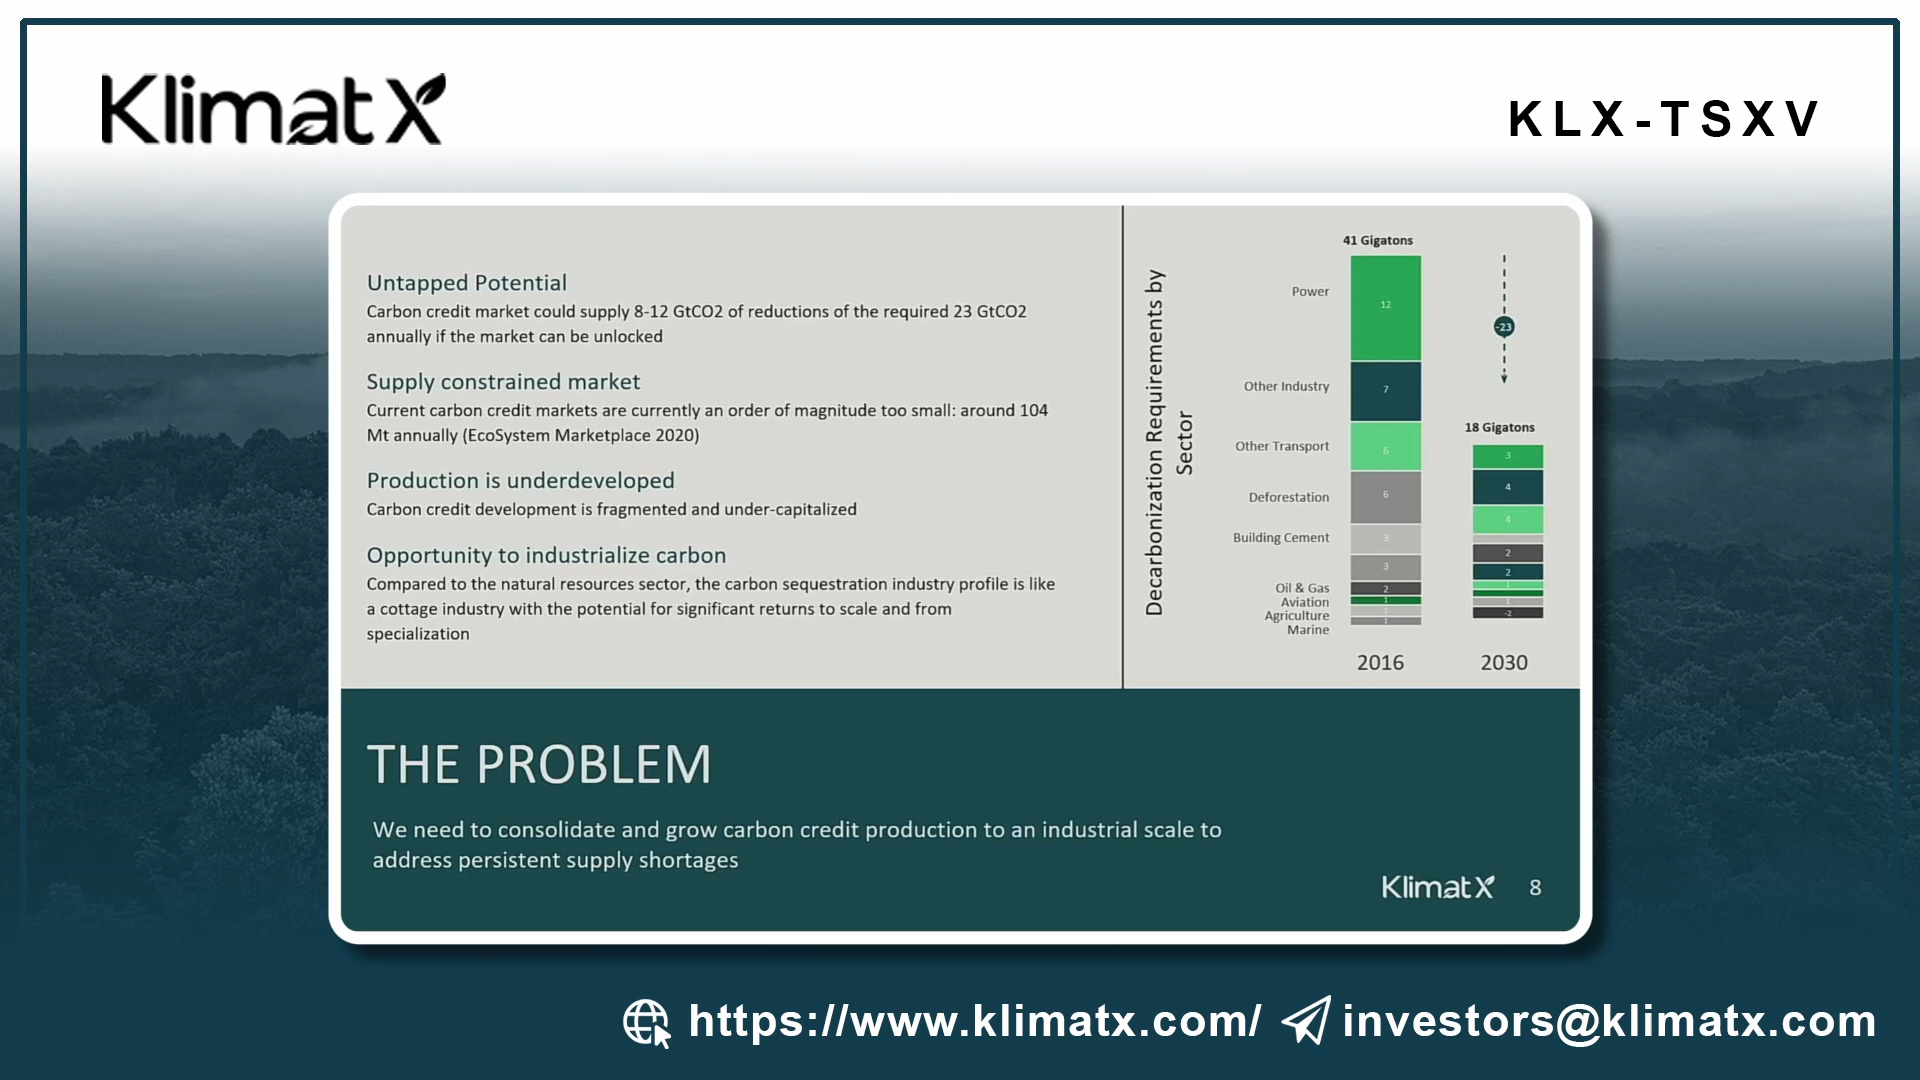 KlimatX
KLX-TSXV
Untapped Potential
Carbon credit market could supply 8-12 GtCO2 of reductions of the required 23 GtCO2
annually if the market can be unlocked
Supply constrained market
Current carbon credit markets are currently an order of magnitude too small: around 104
Mt annually (EcoSystem Marketplace 2020)
Production is underdeveloped
Carbon credit development is fragmented and under-capitalized
Opportunity to industrialize carbon
Compared to the natural resources sector, the carbon sequestration industry profile is like
a cottage industry with the potential for significant returns to scale and from
specialization
Decarbonization Requirements by
Sector
41 Gigatons
Power
12
Other Industry
7
Other Transport
6
Deforestation
6
Building Cement
3
3
Oil & Gas
2
Aviation
1
Agriculture
Marine
1
2016
-23
18 Gigatons
3
4
4
2
2
1
-2
2030
THE PROBLEM
We need to consolidate and grow carbon credit production to an industrial scale to
address persistent supply shortages
KlimatX 8
https://www.klimatx.com/ investors@klimatx.com